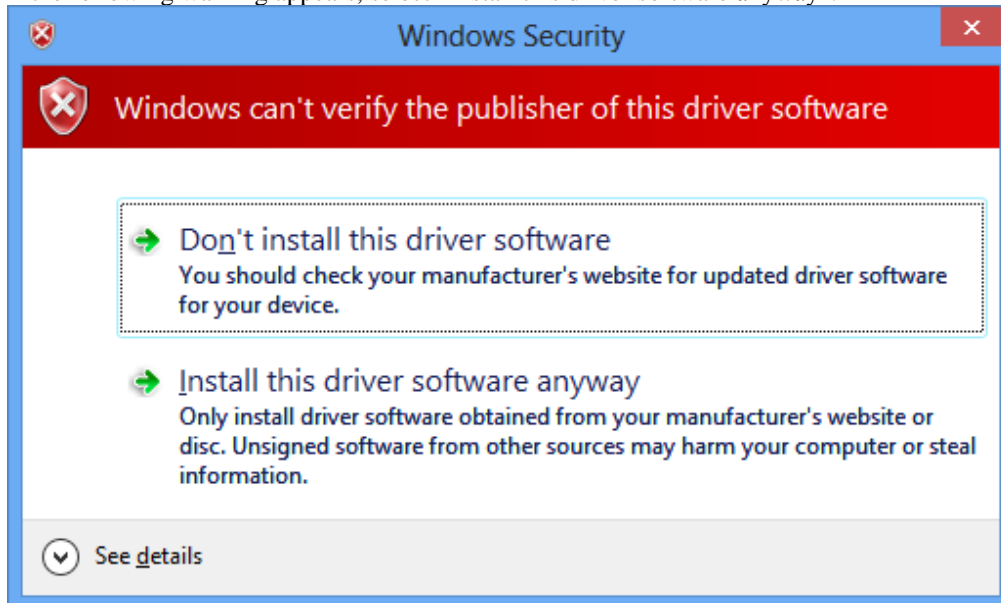 Windows Security
Windows can't verify the publisher of this driver software
Don't install this driver software
You should check your manufacturer's website for updated driver software
for your device.
Install this driver software anyway
Only install driver software obtained from your manufacturer's website or
disc. Unsigned software from other sources may harm your computer or steal
information.
See details